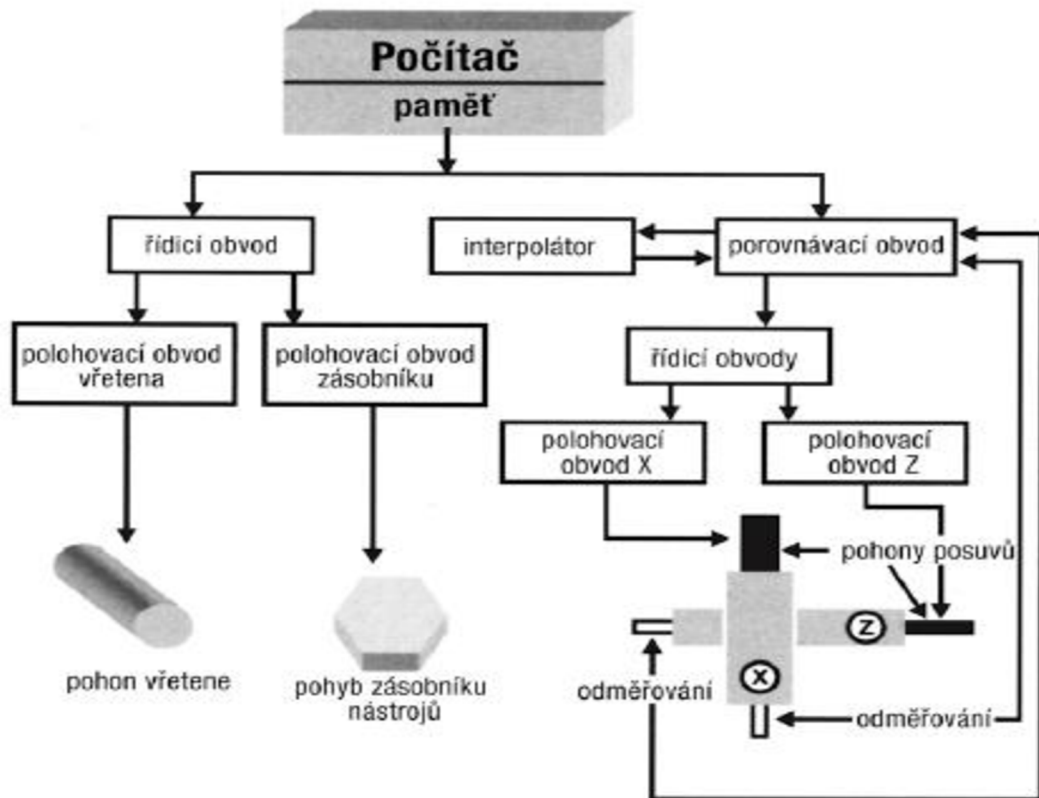 Počítač
paměť
řídicí obvod
interpolátor
porovnávací obvod
polohovací obvod
vřetena
polohovací obvod
zásobníku
řídicí obvody
polohovací
obvod X
polohovací
obvod Z
pohony posuvů
Z
X
pohon vřetene
pohyb zásobníku
nástrojů
odměřování
odměřování